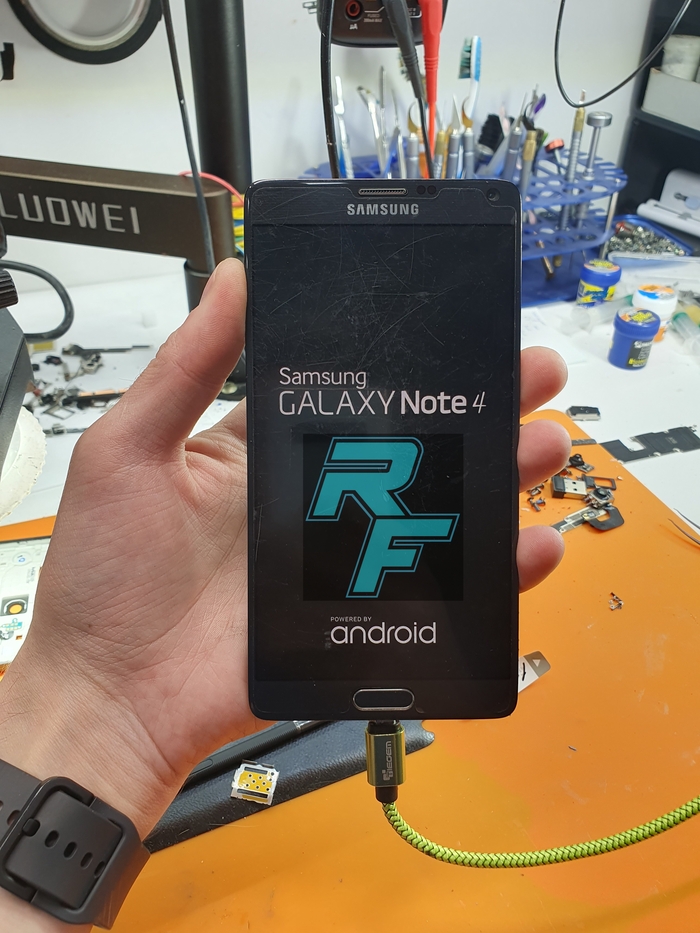 LUOWEI
SAMSUNG
Samsung
GALAXY Note 4
RF
POWERED BY
android